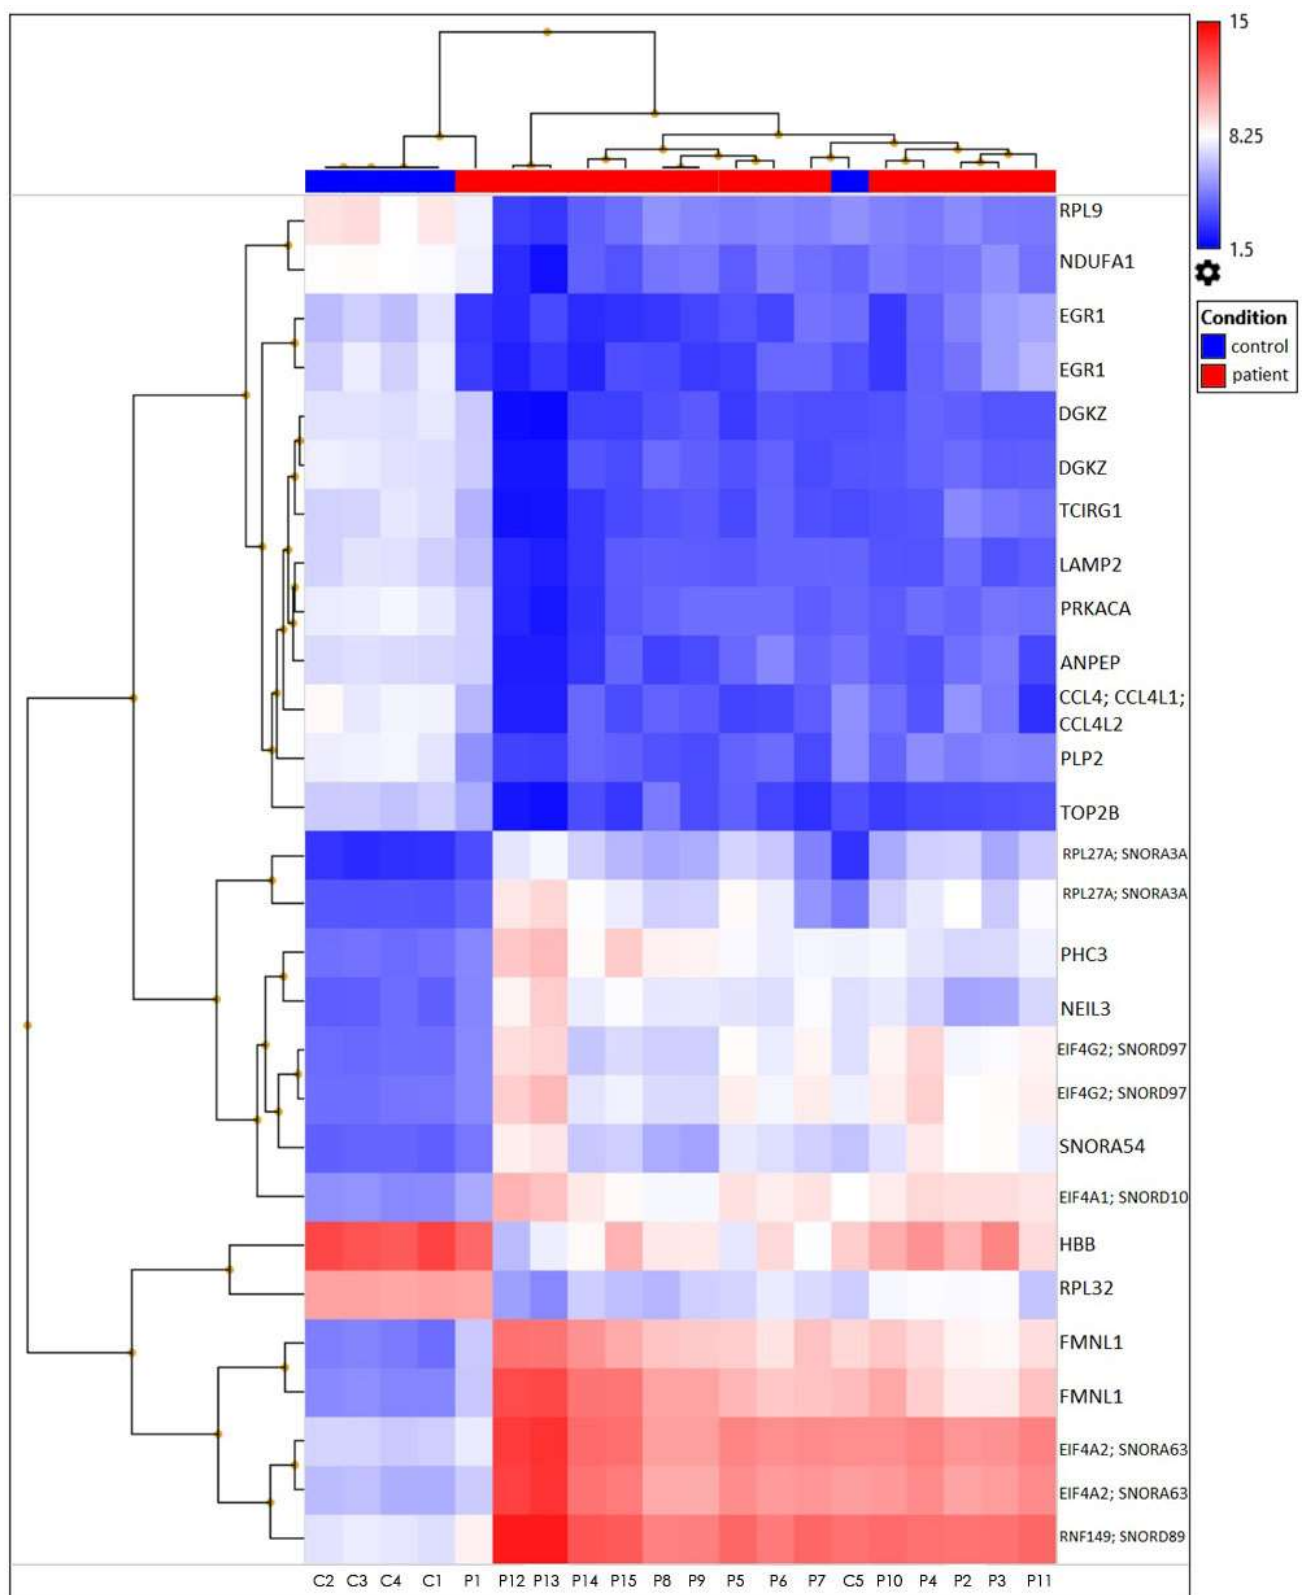 15
8.25
1.5
Condition
control
patient
RPL9
NDUFA1
EGR1
EGR1
DGKZ
DGKZ
TCIRG1
LAMP2
PRKACA
ANPEP
CCL4; CCL4L1;
CCL4L2
PLP2
TOP2B
RPL27A; SNORA3A
RPL27A; SNORA3A
PHC3
NEIL3
EIF4G2; SNORD97
EIF4G2; SNORD97
SNORA54
EIF4A1; SNORD10
HBB
RPL32
FMNL1
FMNL1
EIF4A2; SNORA63
EIF4A2; SNORA63
RNF149; SNORD89
C2 C3 C4 C1 P1 P12 P13 P14 P15 P8 P9 P5 P6 P7 C5 P10 P4 P2 P3 P11